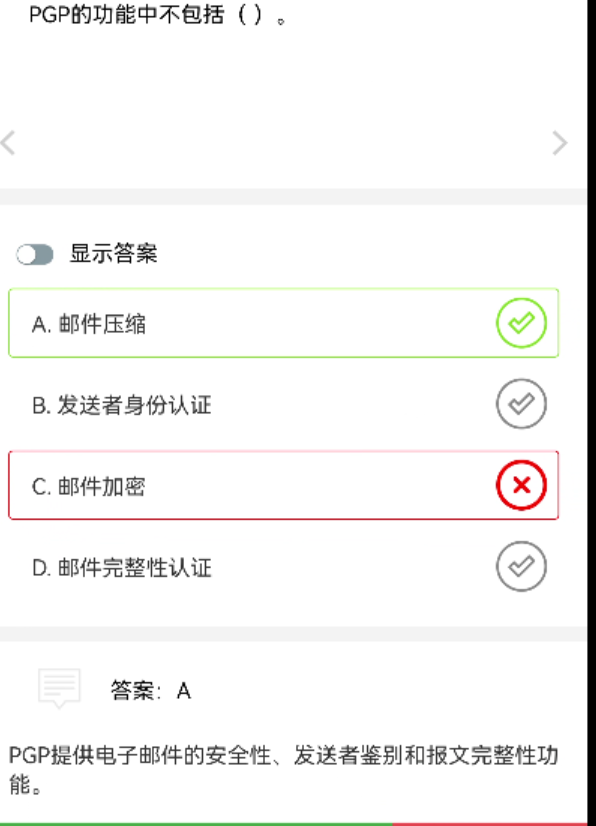 PGP的功能中不包括（ ）。
显示答案
A. 邮件压缩
B. 发送者身份认证
C. 邮件加密
D. 邮件完整性认证
答案：A
PGP提供电子邮件的安全性、发送者鉴别和报文完整性功
能。